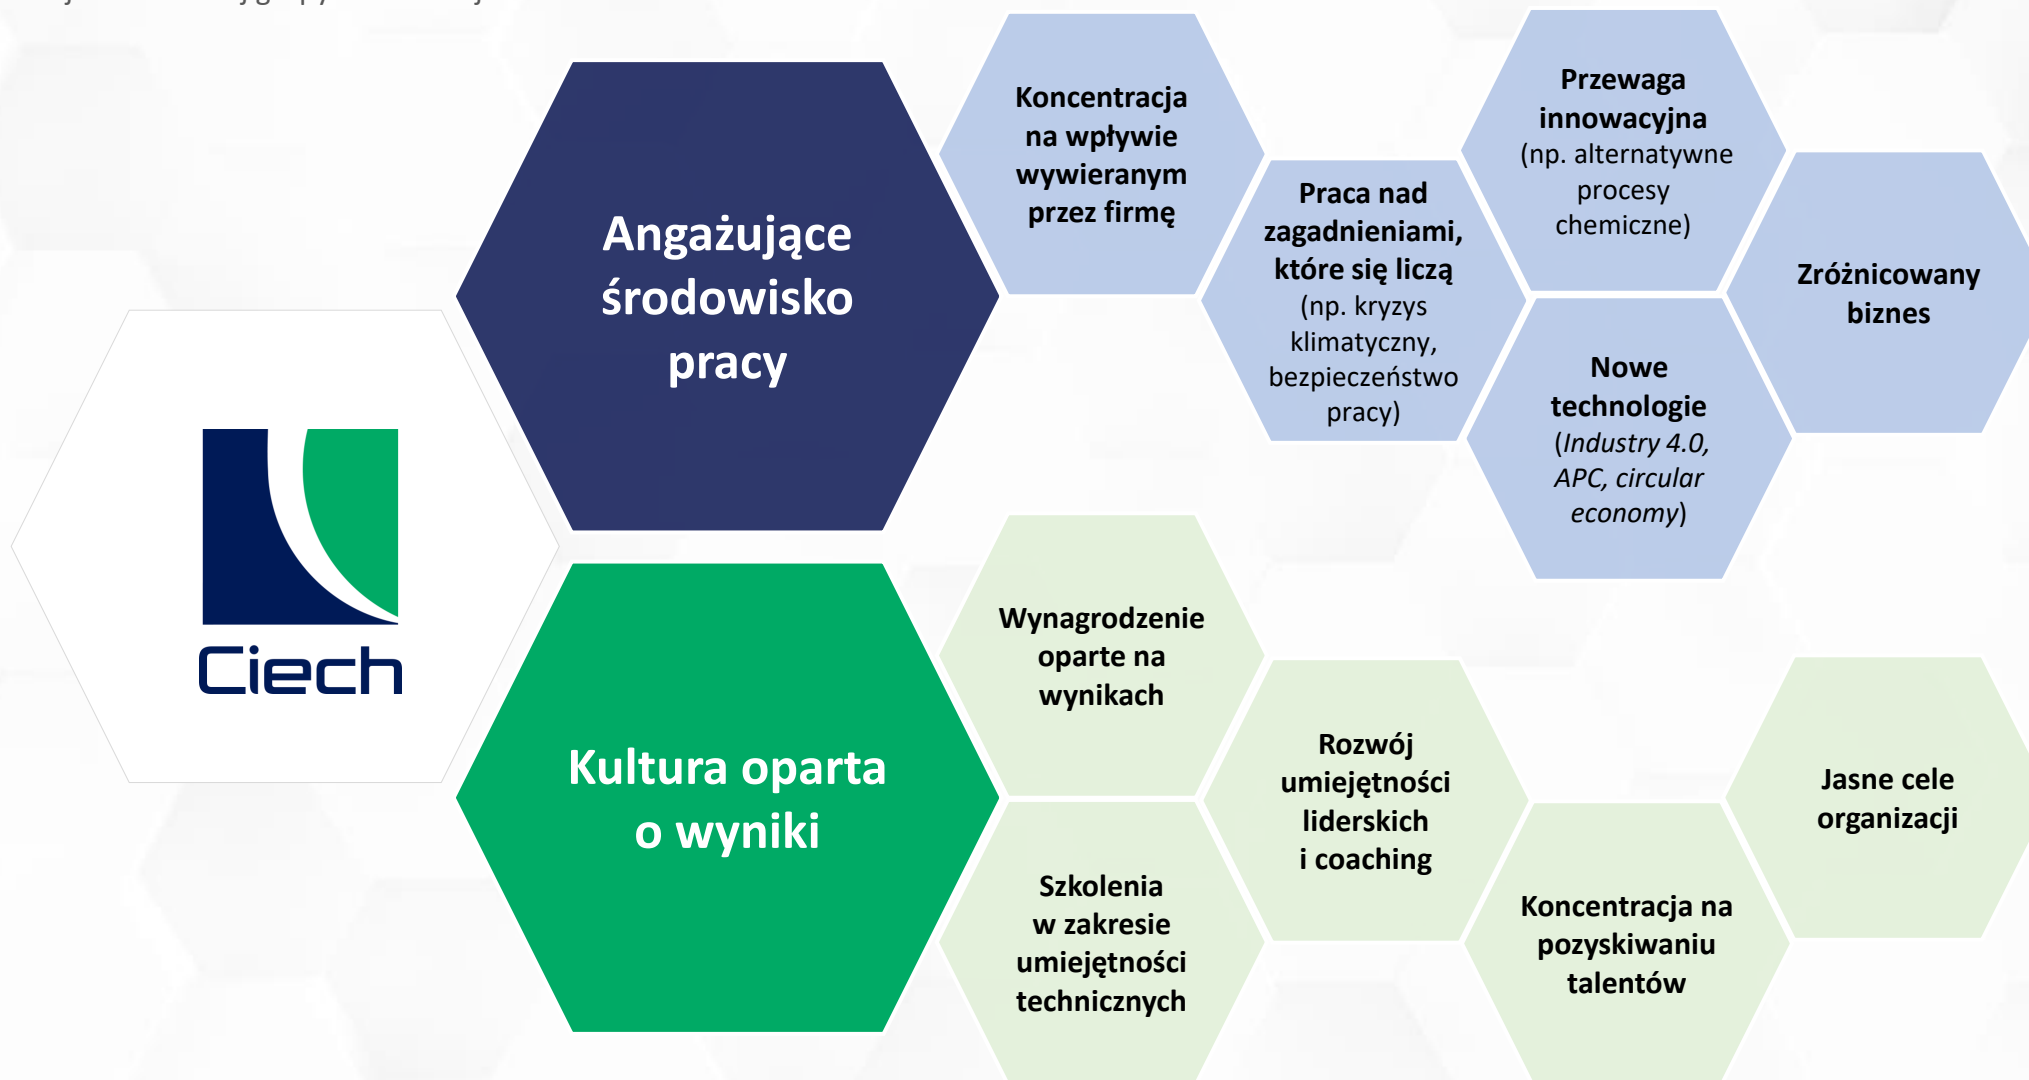 Angażujące
środowisko
pracy
Koncentracja
na wpływie
wywieranym
przez firmę
Praca nad
zagadnieniami,
które się liczą
(np. kryzys
klimatyczny,
bezpieczeństwo
pracy)
Przewaga
innowacyjna
(np. alternatywne
procesy
chemiczne)
Nowe
technologie
(Industry 4.0,
APC, circular
economy)
Zróżnicowany
biznes
Ciech
Kultura oparta
o wyniki
Wynagrodzenie
oparte na
wynikach
Szkolenia
w zakresie
umiejętności
technicznych
Rozwój
umiejętności
liderskich
i coaching
Koncentracja na
pozyskiwaniu
talentów
Jasne cele
organizacji